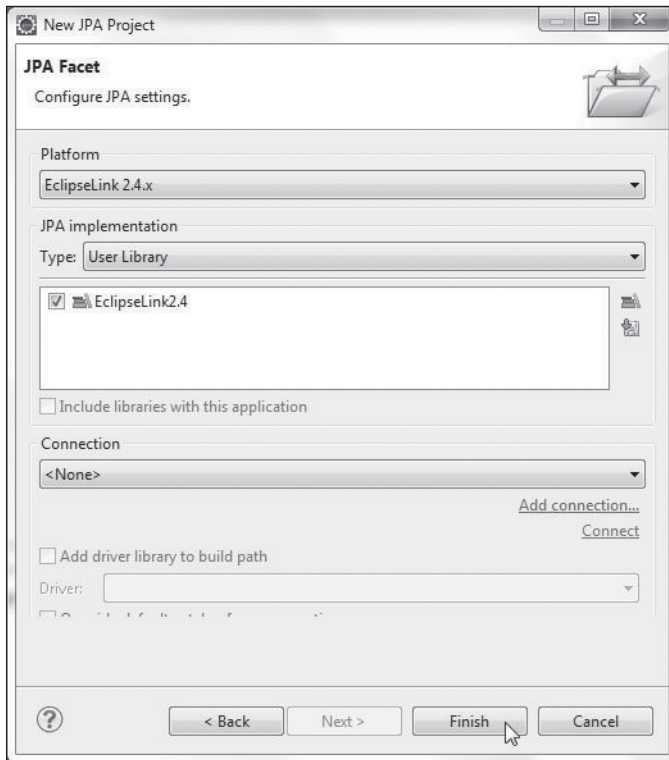 New JPA Project
JPA Facet
Configure JPA settings.
Platform
EclipseLink 2.4.x
JPA implementation
Type: User Library
EclipseLink2.4
Include libraries with this application
Connection
<None>
Add connection...
Connect
Add driver library to build path
Driver:
?
< Back Next > Finish Cancel